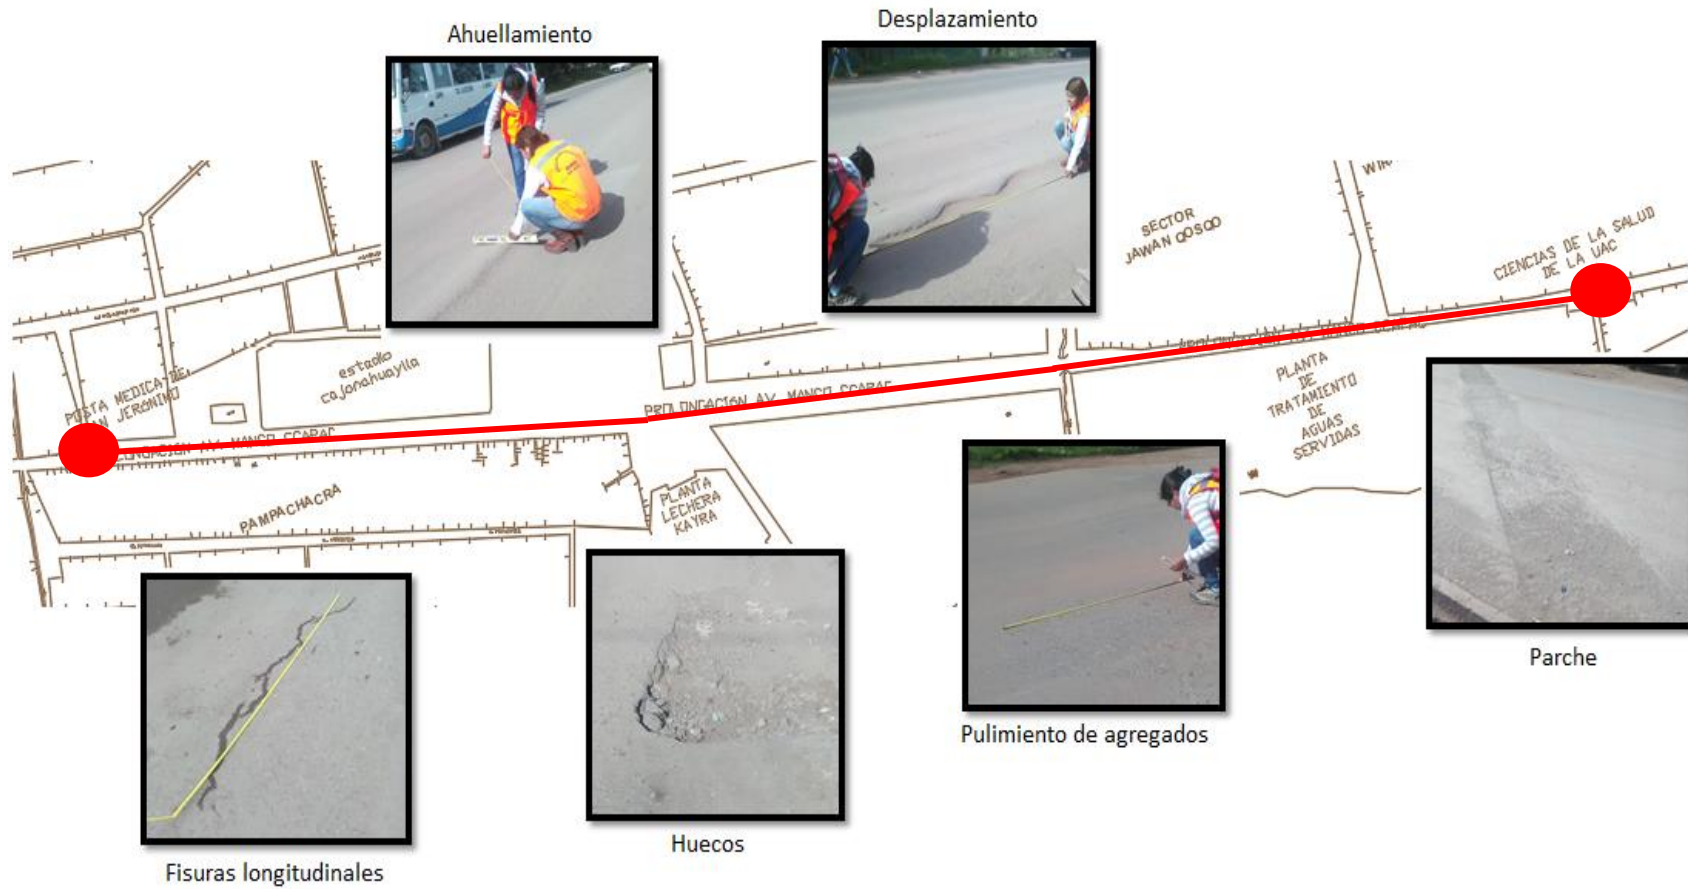 Ahuellamiento
Desplazamiento
SECTOR
JAWAN QOSQO
CIENCIAS DE LA SALUD
DE LA UAC
estadio
cajonahuaylla
POSTA MEDICA DE
SAN JERONIMO
PROLONGACION AV. MANCO CCAPAC
PLANTA
DE
TRATAMIENTO
DE
AGUAS
SERVIDAS
PAMPACHACRA
PLANTA
LECHERA
KAYRA
Parche
Pulimiento de agregados
Huecos
Fisuras longitudinales